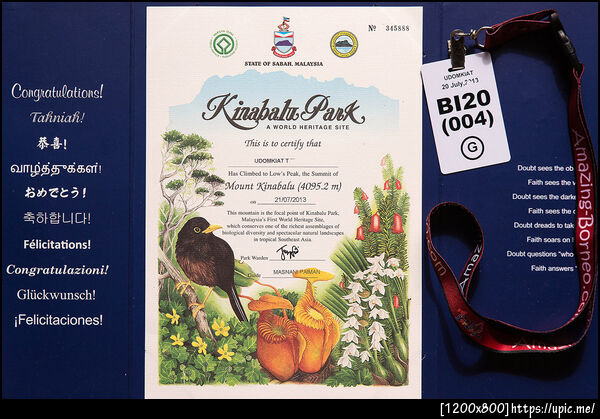 Congratulations!
Tahniah!
恭喜!
வாழ்த்துக்கள்!
おめでとう!
축하합니다!
Félicitations!
Congratulazioni!
Glückwunsch!
¡Felicitaciones!
Nº 345888
STATE OF SABAH, MALAYSIA
Kinabalu Park
A WORLD HERITAGE SITE
This is to certify that
UDOMKIAT T
Has Climbed to Low's Peak, the Summit of
Mount Kinabalu (4095.2 m)
on 21/07/2013
This mountain is the focal point of Kinabalu Park,
Malaysia's First World Heritage Site,
which conserves one of the richest assemblages of
biological diversity and spectacular natural landscapes
in tropical Southeast Asia.
Park Warden
Guide MASNANI PAIMAN
UDOMKIAT
20 July,2013
BI20
(004)
G
Amazing-Borneo.co
Doubt sees the ob
Faith sees the
Doubt sees the d
Faith sees the
Doubt dreads to tak
Faith soars on
Doubt questions "who
Faith answers
Amaz
.com
Amaz
[1200x800]https://upic.me/